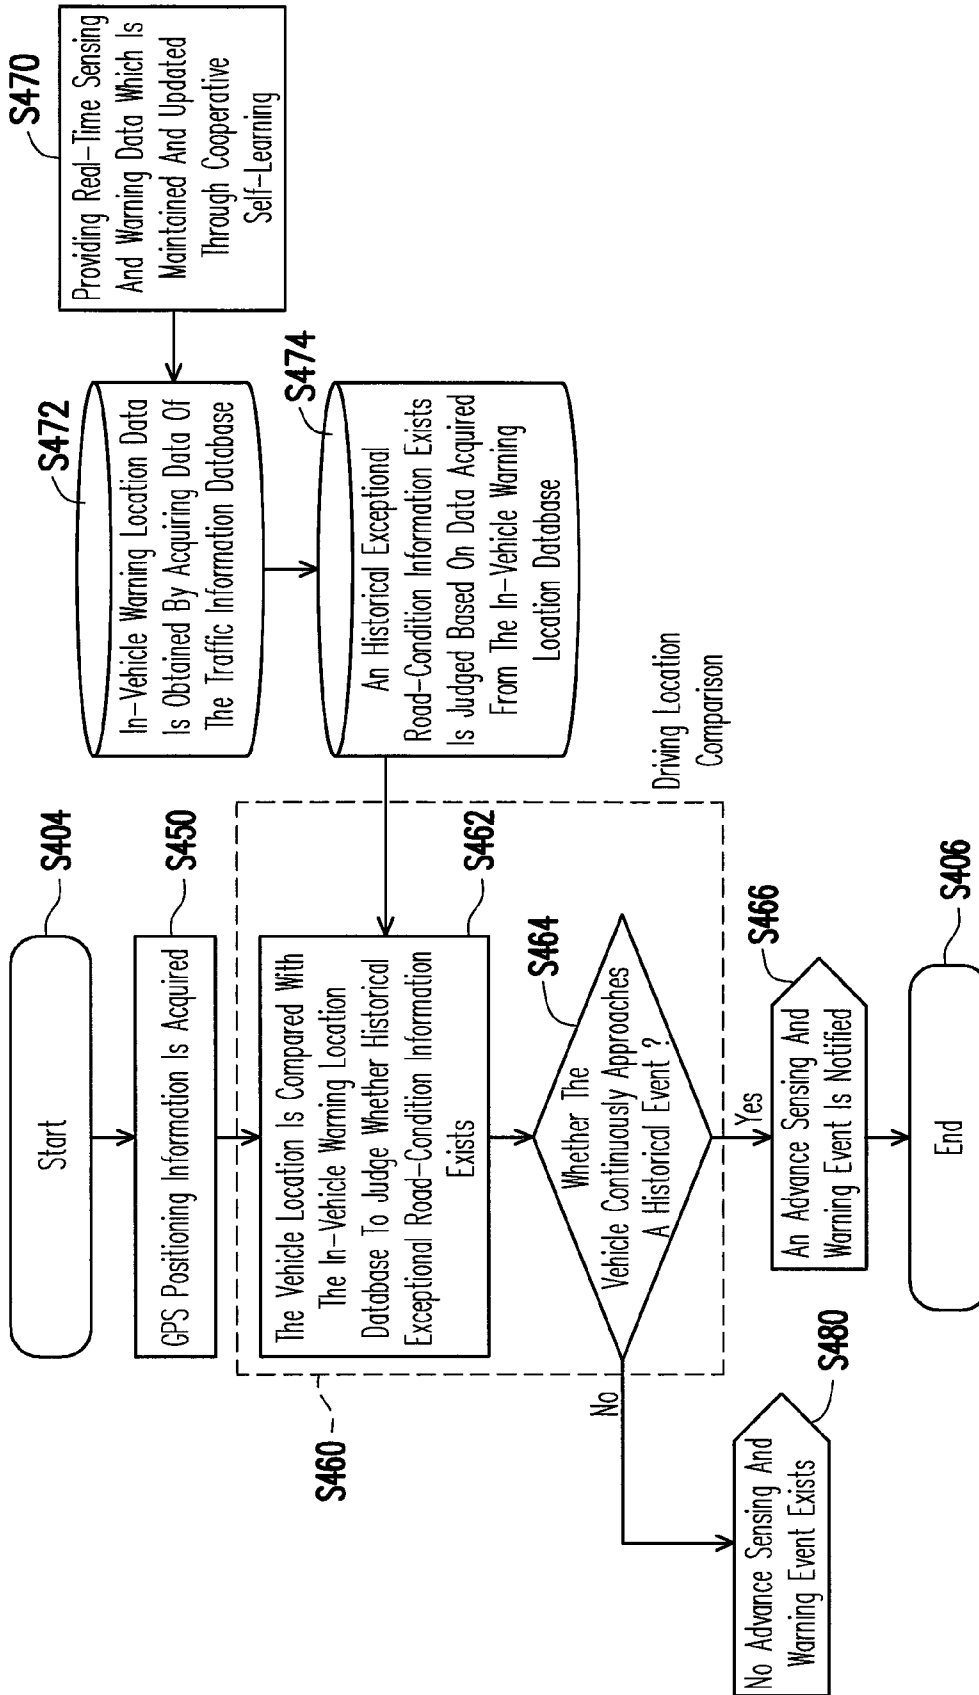 S404
Start
S450
GPS Positioning Information Is Acquired
S460
S462
The Vehicle Location Is Compared With
The In-Vehicle Warning Location
Database To Judge Whether Historical
Exceptional Road-Condition Information
Exists
S464
Whether The
Vehicle Continuously Approaches
A Historical Event ?
Driving Location
Comparison
No
Yes
S466
An Advance Sensing And
Warning Event Is Notified
S406
End
S480
No Advance Sensing And
Warning Event Exists
S470
Providing Real-Time Sensing
And Warning Data Which Is
Maintained And Updated
Through Cooperative
Self-Learning
S472
In-Vehicle Warning Location Data
Is Obtained By Acquiring Data Of
The Traffic Information Database
S474
An Historical Exceptional
Road-Condition Information Exists
Is Judged Based On Data Acquired
From The In-Vehicle Warning
Location Database